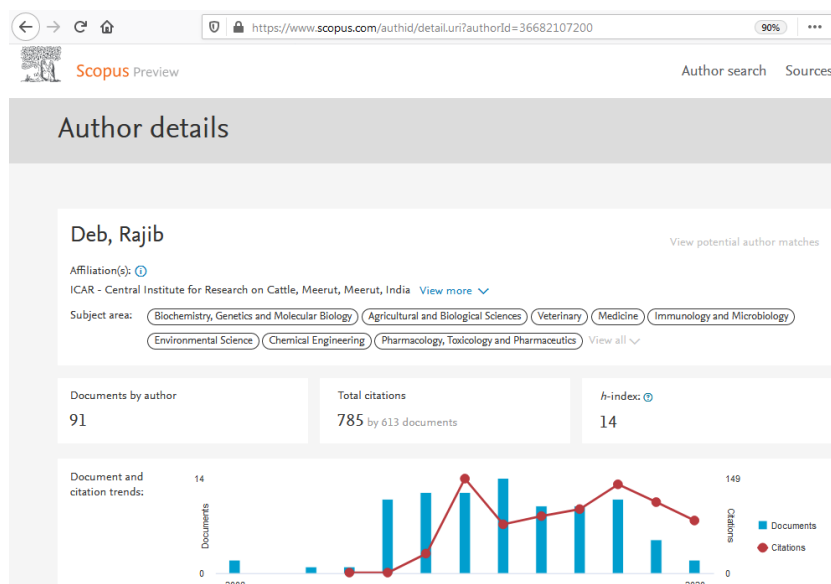 https://www.scopus.com/authid/detail.uri?authorId=36682107200 90%
Scopus Preview Author search Sources
Author details
Deb, Rajib
View potential author matches
Affiliation(s):
ICAR - Central Institute for Research on Cattle, Meerut, Meerut, India View more
Subject area: Biochemistry, Genetics and Molecular Biology Agricultural and Biological Sciences Veterinary Medicine Immunology and Microbiology
Environmental Science Chemical Engineering Pharmacology, Toxicology and Pharmaceutics View all
Documents by author Total citations h-index:
91 785 by 613 documents 14
Document and
citation trends:
14 149
Documents
Citations
Documents
Citations
0 0